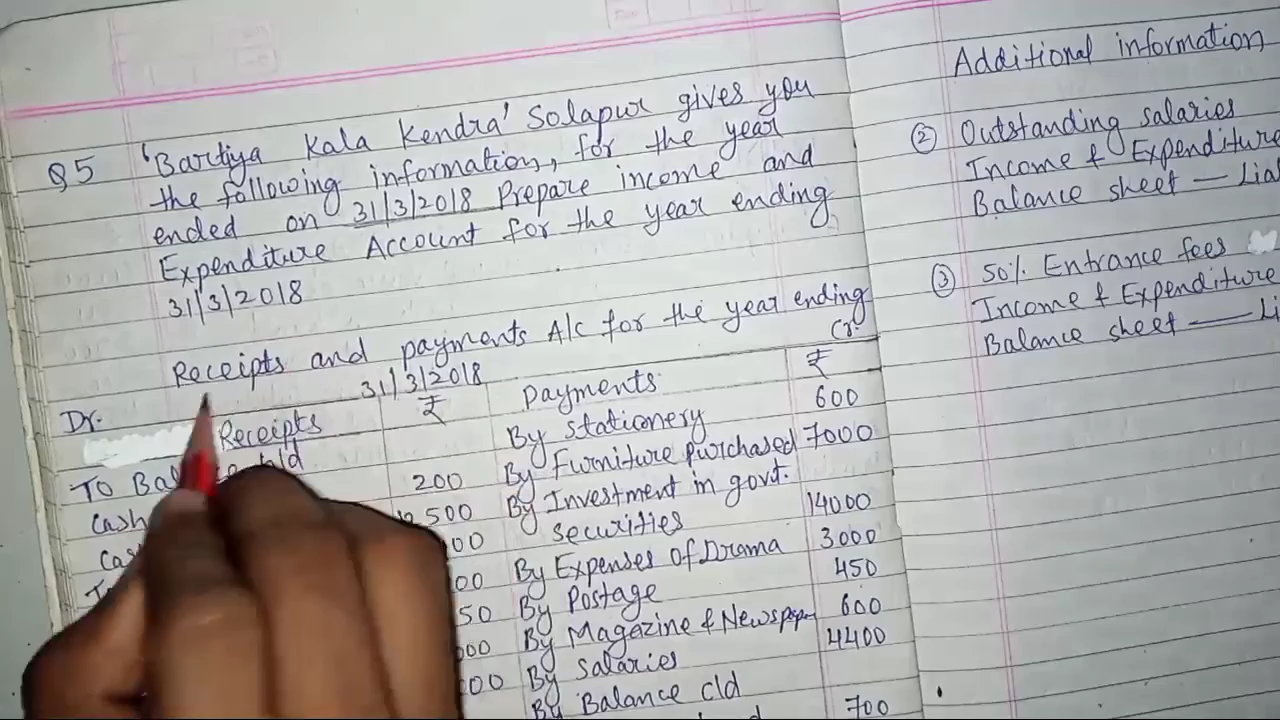 Q5 'Bartiya Kala Kendra' Solapur gives you
the following information, for the year
ended on 31/3/2018 Prepare income and
Expenditure Account for the year ending
31/3/2018
Receipts and payments A/c for the year ending
31/3/2018
Dr. Cr.
Receipts ₹ Payments ₹
By Stationery 600
TO 200 By Furniture purchased 7000
Cash 500 By Investment in govt.
securities 14000
By Expenses Of Drama 3000
50 By Postage 450
By Magazine & Newspaper 600
By Salaries 4400
By Balance c/d
700
Additional information
② Outstanding salaries
Income & Expenditure
Balance sheet —
③ 50% Entrance fees
Income & Expenditure
Balance sheet —